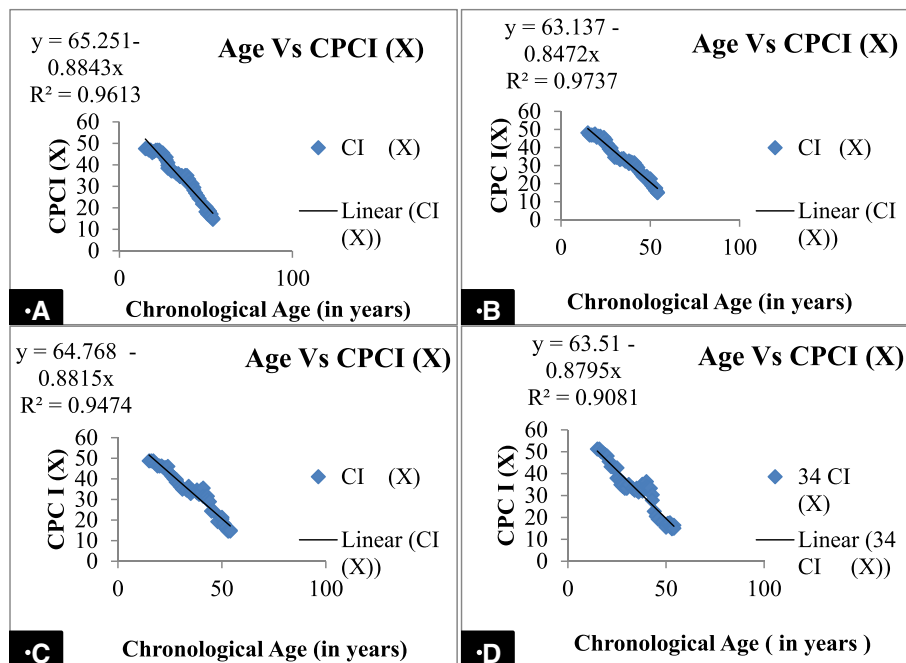 y = 65.251-
0.8843x
R² = 0.9613
Age Vs CPCI (X)
60
50
40
30
20
10
0
CPCI (X)
0
100
CI (X)
Linear (CI
(X))
Chronological Age (in years)
•A
y = 63.137-
0.8472x
R² = 0.9737
Age Vs CPCI (X)
60
50
40
30
20
10
0
CPC I(X)
0
50
100
CI (X)
Linear (CI
(X))
Chronological Age (in years)
•B
y = 64.768 -
0.8815x
R² = 0.9474
Age Vs CPCI (X)
60
50
40
30
20
10
0
CPC I (X)
0
50
100
CI (X)
Linear (CI
(X))
Chronological Age (in years)
•C
y = 63.51 -
0.8795x
R² = 0.9081
Age Vs CPCI (X)
60
50
40
30
20
10
0
CPC I (X)
0
50
100
34 CI
(X)
Linear (34
CI (X))
Chronological Age ( in years )
•D